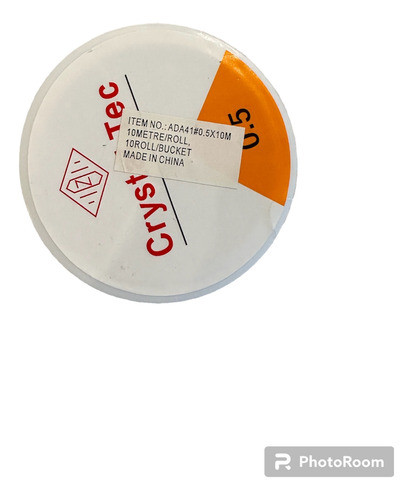 Cryst Tec
0.5
ITEM NO.: ADA41#0.5X10M
10METRE/ROLL,
10ROLL/BUCKET
MADE IN CHINA
PhotoRoom